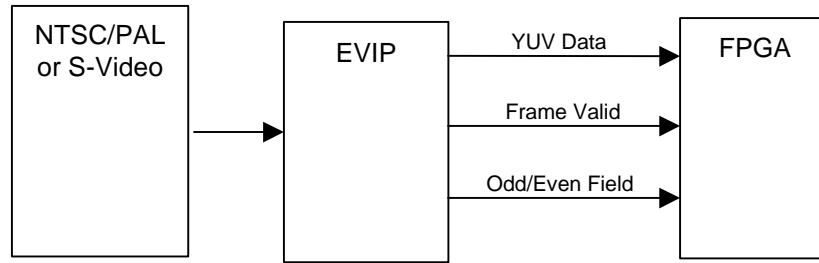 NTSC/PAL
or S-Video
EVIP
YUV Data
Frame Valid
Odd/Even Field
FPGA